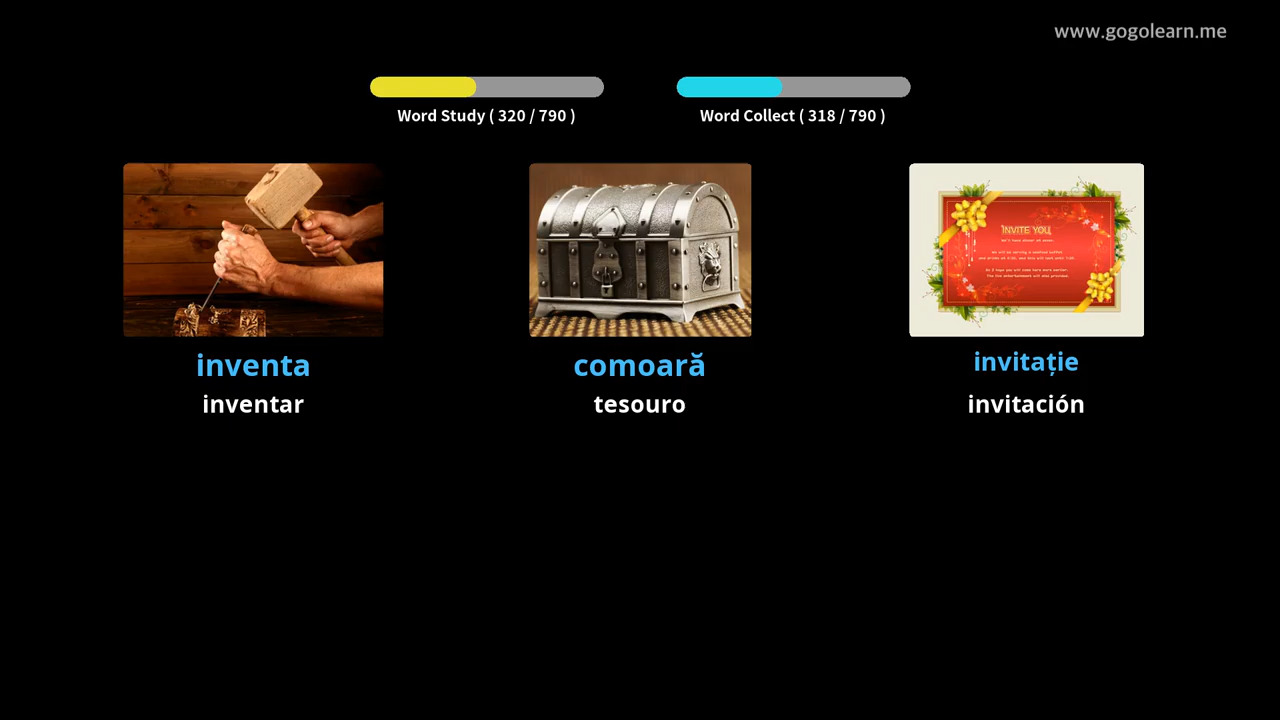 www.gogolearn.me
Word Study ( 320 / 790 )
Word Collect ( 318 / 790 )
INVITE YOU
inventa
comoară
invitație
inventar
tesouro
invitación